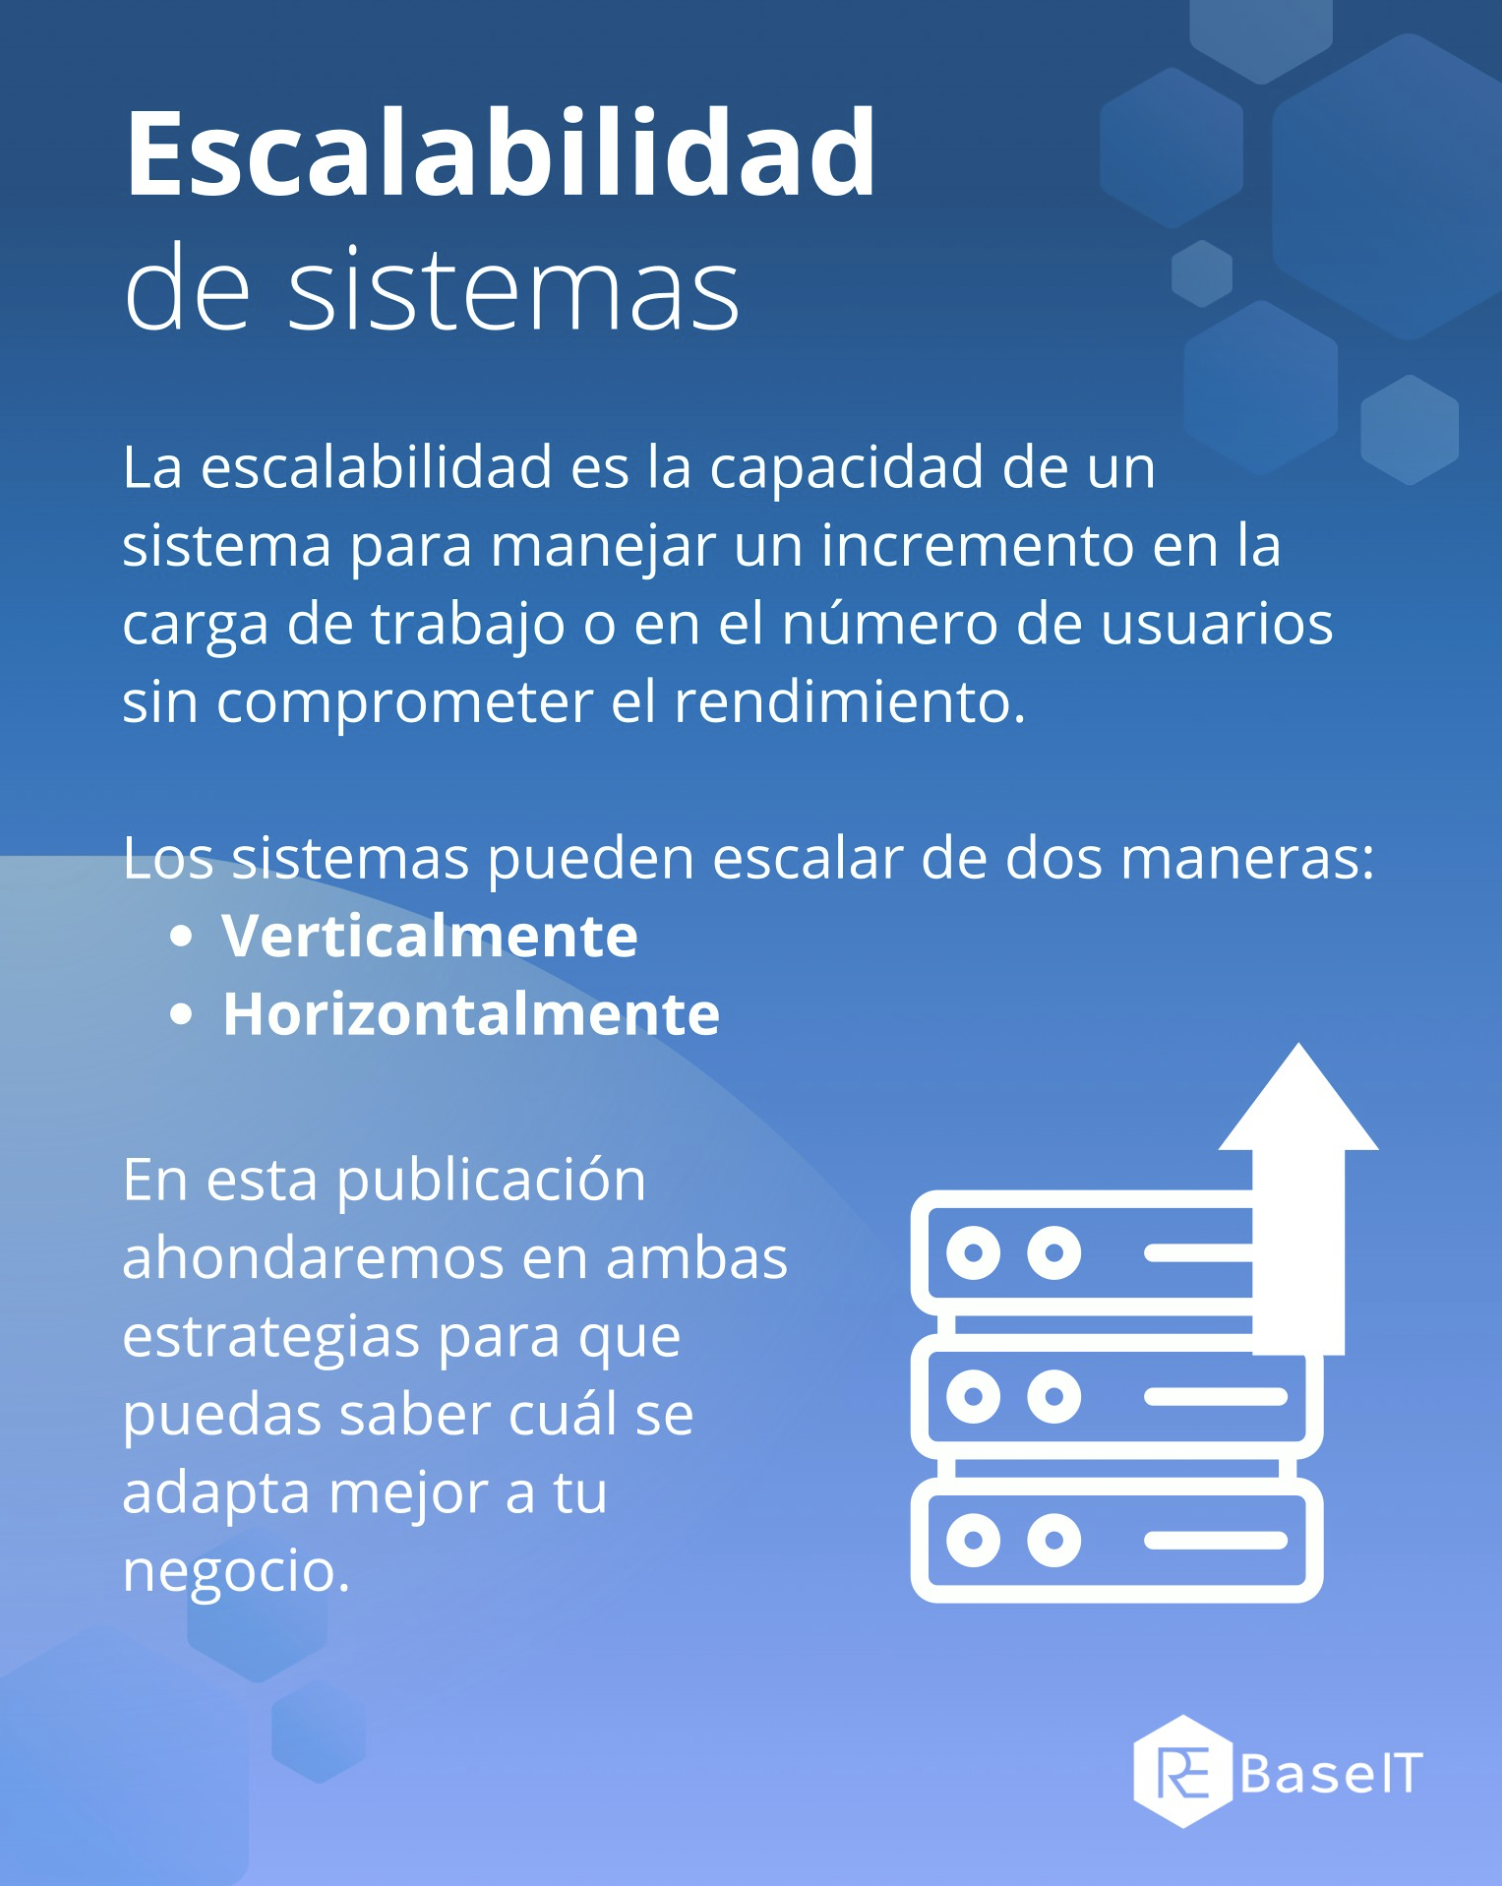 Escalabilidad
de sistemas
La escalabilidad es la capacidad de un
sistema para manejar un incremento en la
carga de trabajo o en el número de usuarios
sin comprometer el rendimiento.
Los sistemas pueden escalar de dos maneras:
• Verticalmente
• Horizontalmente
En esta publicación
ahondaremos en ambas
estrategias para que
puedas saber cuál se
adapta mejor a tu
negocio.
RE BaseIT